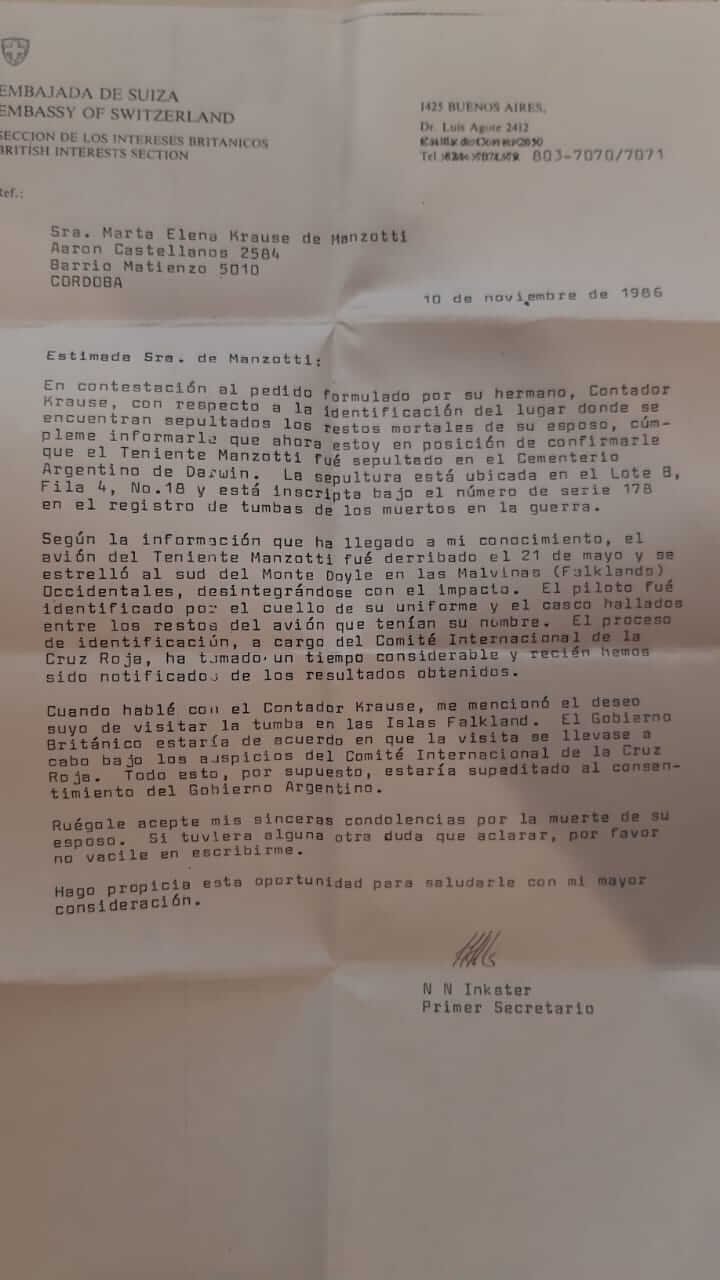 EMBAJADA DE SUIZA
EMBASSY OF SWITZERLAND
SECCION DE LOS INTERESES BRITANICOS
BRITISH INTERESTS SECTION
1425 BUENOS AIRES,
Dr. Luis Agote 2412
Casilla de Correo 2050
Tel. 803-7070/7071
Ref.:
Sra. Marta Elena Krause de Manzotti
Aaron Castellanos 2584
Barrio Matienzo 5010
CORDOBA
10 de noviembre de 1986
Estimada Sra. de Manzotti:
En contestación al pedido formulado por su hermano, Contador
Krause, con respecto a la identificación del lugar donde se
encuentran sepultados los restos mortales de su esposo, cúm-
pleme informarla que ahora estoy en posición de confirmarle
que el Teniente Manzotti fué sepultado en el Cementerio
Argentino de Darwin. La sepultura está ubicada en el Lote B,
Fila 4, No.18 y está inscripta bajo el número de serie 178
en el registro de tumbas de los muertos en la guerra.
Según la información que ha llegado a mi conocimiento, el
avión del Teniente Manzotti fué derribado el 21 de mayo y se
estrelló al sud del Monte Doyle en las Malvinas (Falklands)
Occidentales, desintegrándose con el impacto. El piloto fué
identificado por el cuello de su uniforme y el casco hallados
entre los restos del avión que tenían su nombre. El proceso
de identificación, a cargo del Comité Internacional de la
Cruz Roja, ha tomado un tiempo considerable y recién hemos
sido notificados de los resultados obtenidos.
Cuando hablé con el Contador Krause, me mencionó el deseo
suyo de visitar la tumba en las Islas Falkland. El Gobierno
Británico estaría de acuerdo en que la visita se llevase a
cabo bajo los auspicios del Comité Internacional de la Cruz
Roja. Todo esto, por supuesto, estaría supeditado al consen-
timiento del Gobierno Argentino.
Ruégole acepte mis sinceras condolencias por la muerte de su
esposo. Si tuviera alguna otra duda que aclarar, por favor
no vacile en escribirme.
Hago propicia esta oportunidad para saludarle con mi mayor
consideración.
N N Inkster
Primer Secretario